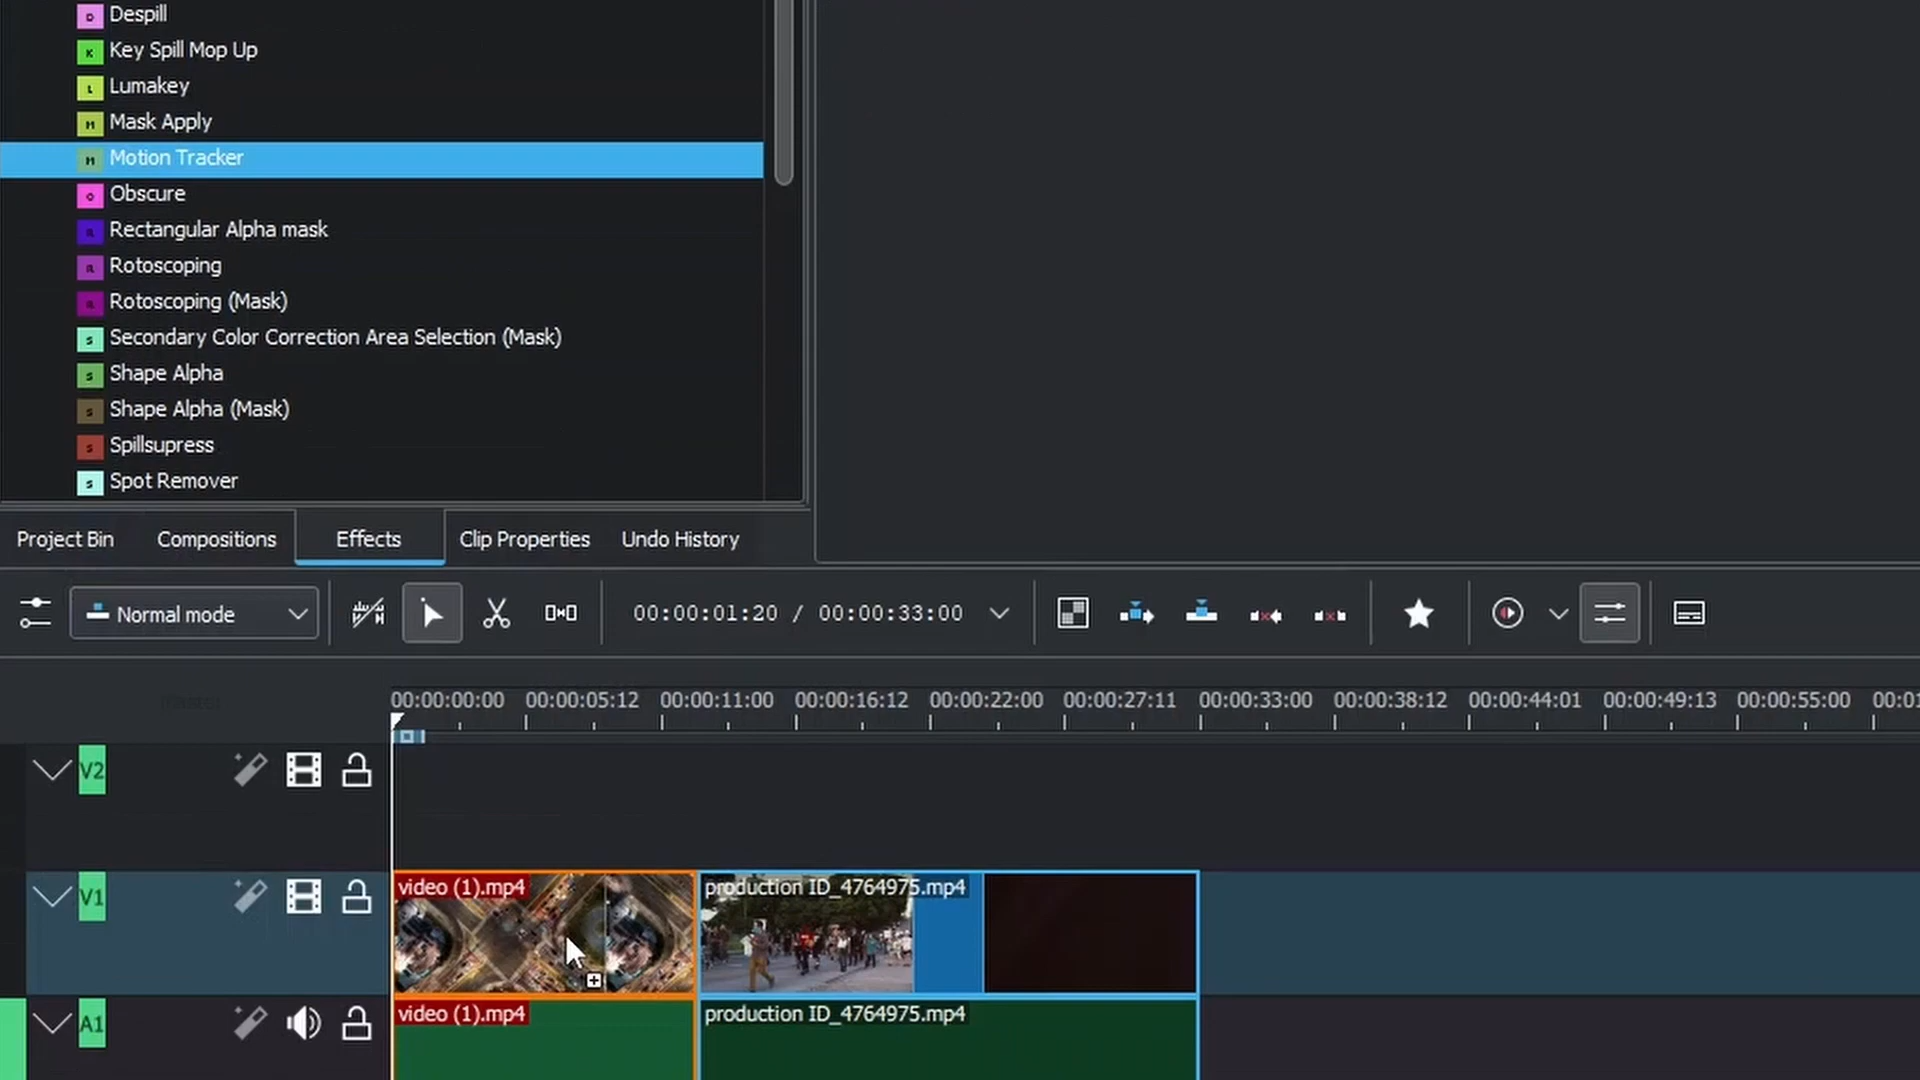 D Despill
K Key Spill Mop Up
L Lumakey
M Mask Apply
M Motion Tracker
O Obscure
R Rectangular Alpha mask
R Rotoscoping
R Rotoscoping (Mask)
S Secondary Color Correction Area Selection (Mask)
S Shape Alpha
S Shape Alpha (Mask)
S Spillsupress
S Spot Remover
Project Bin Compositions Effects Clip Properties Undo History
Normal mode 00:00:01:20 / 00:00:33:00
00:00:00:00 00:00:05:12 00:00:11:00 00:00:16:12 00:00:22:00 00:00:27:11 00:00:33:00 00:00:38:12 00:00:44:01 00:00:49:13 00:00:55:00 00:01
V2
V1 video (1).mp4 production ID_4764975.mp4
A1 video (1).mp4 production ID_4764975.mp4